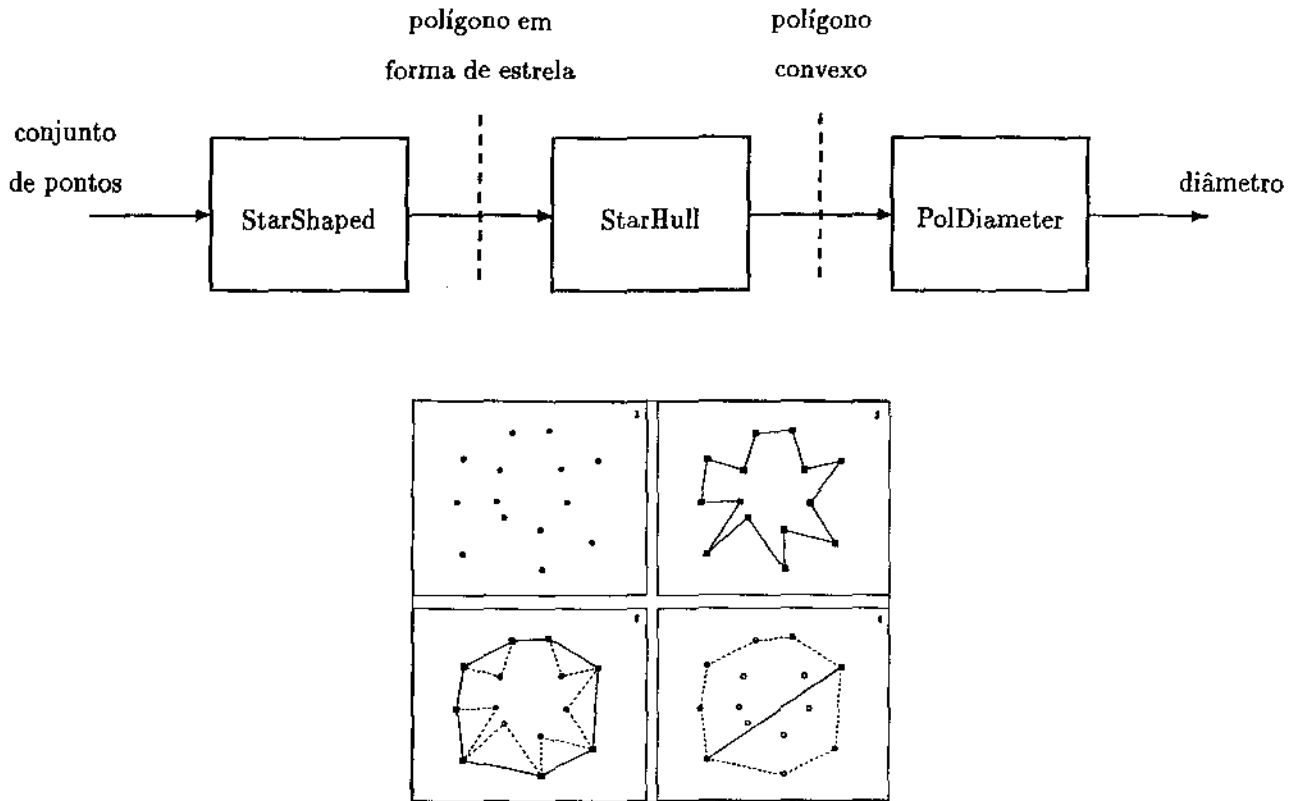 polígono em
forma de estrela
polígono
convexo
conjunto
de pontos
StarShaped
StarHull
PolDiameter
diâmetro